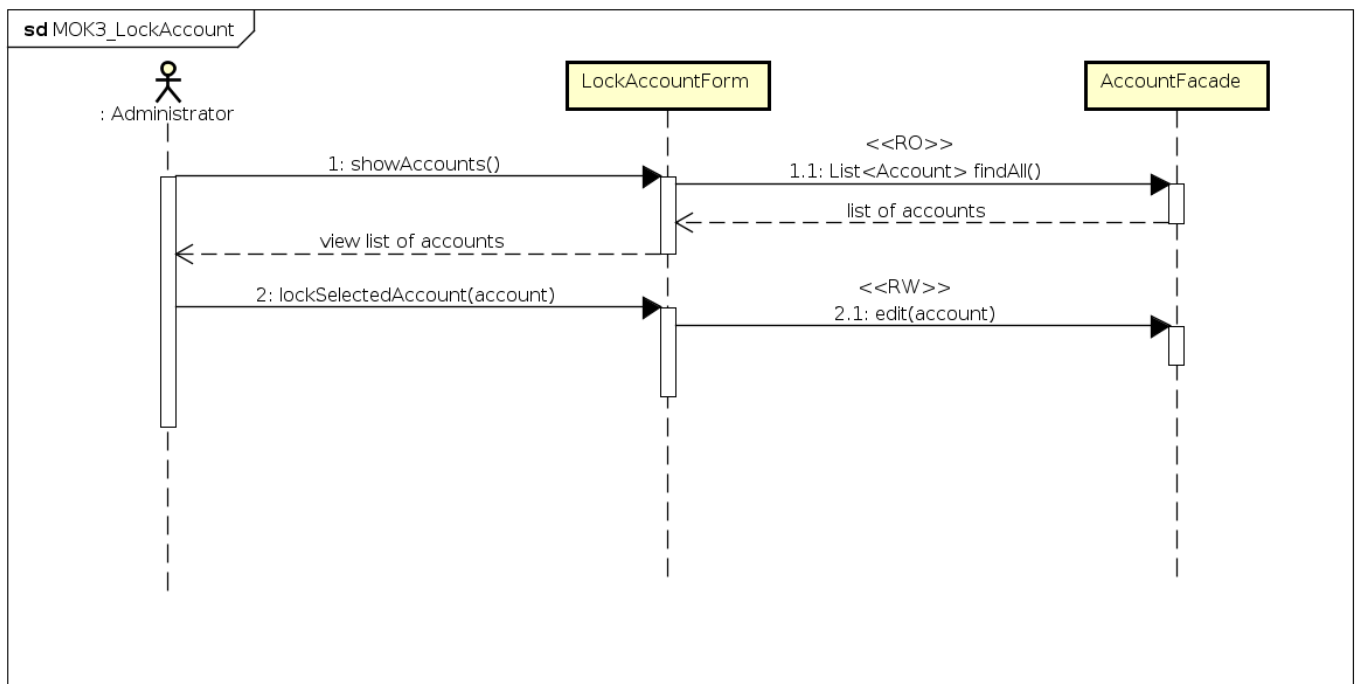 sd MOK3_LockAccount
: Administrator
LockAccountForm
AccountFacade
1: showAccounts()
<<RO>>
1.1: List<Account> findAll()
list of accounts
view list of accounts
2: lockSelectedAccount(account)
<<RW>>
2.1: edit(account)